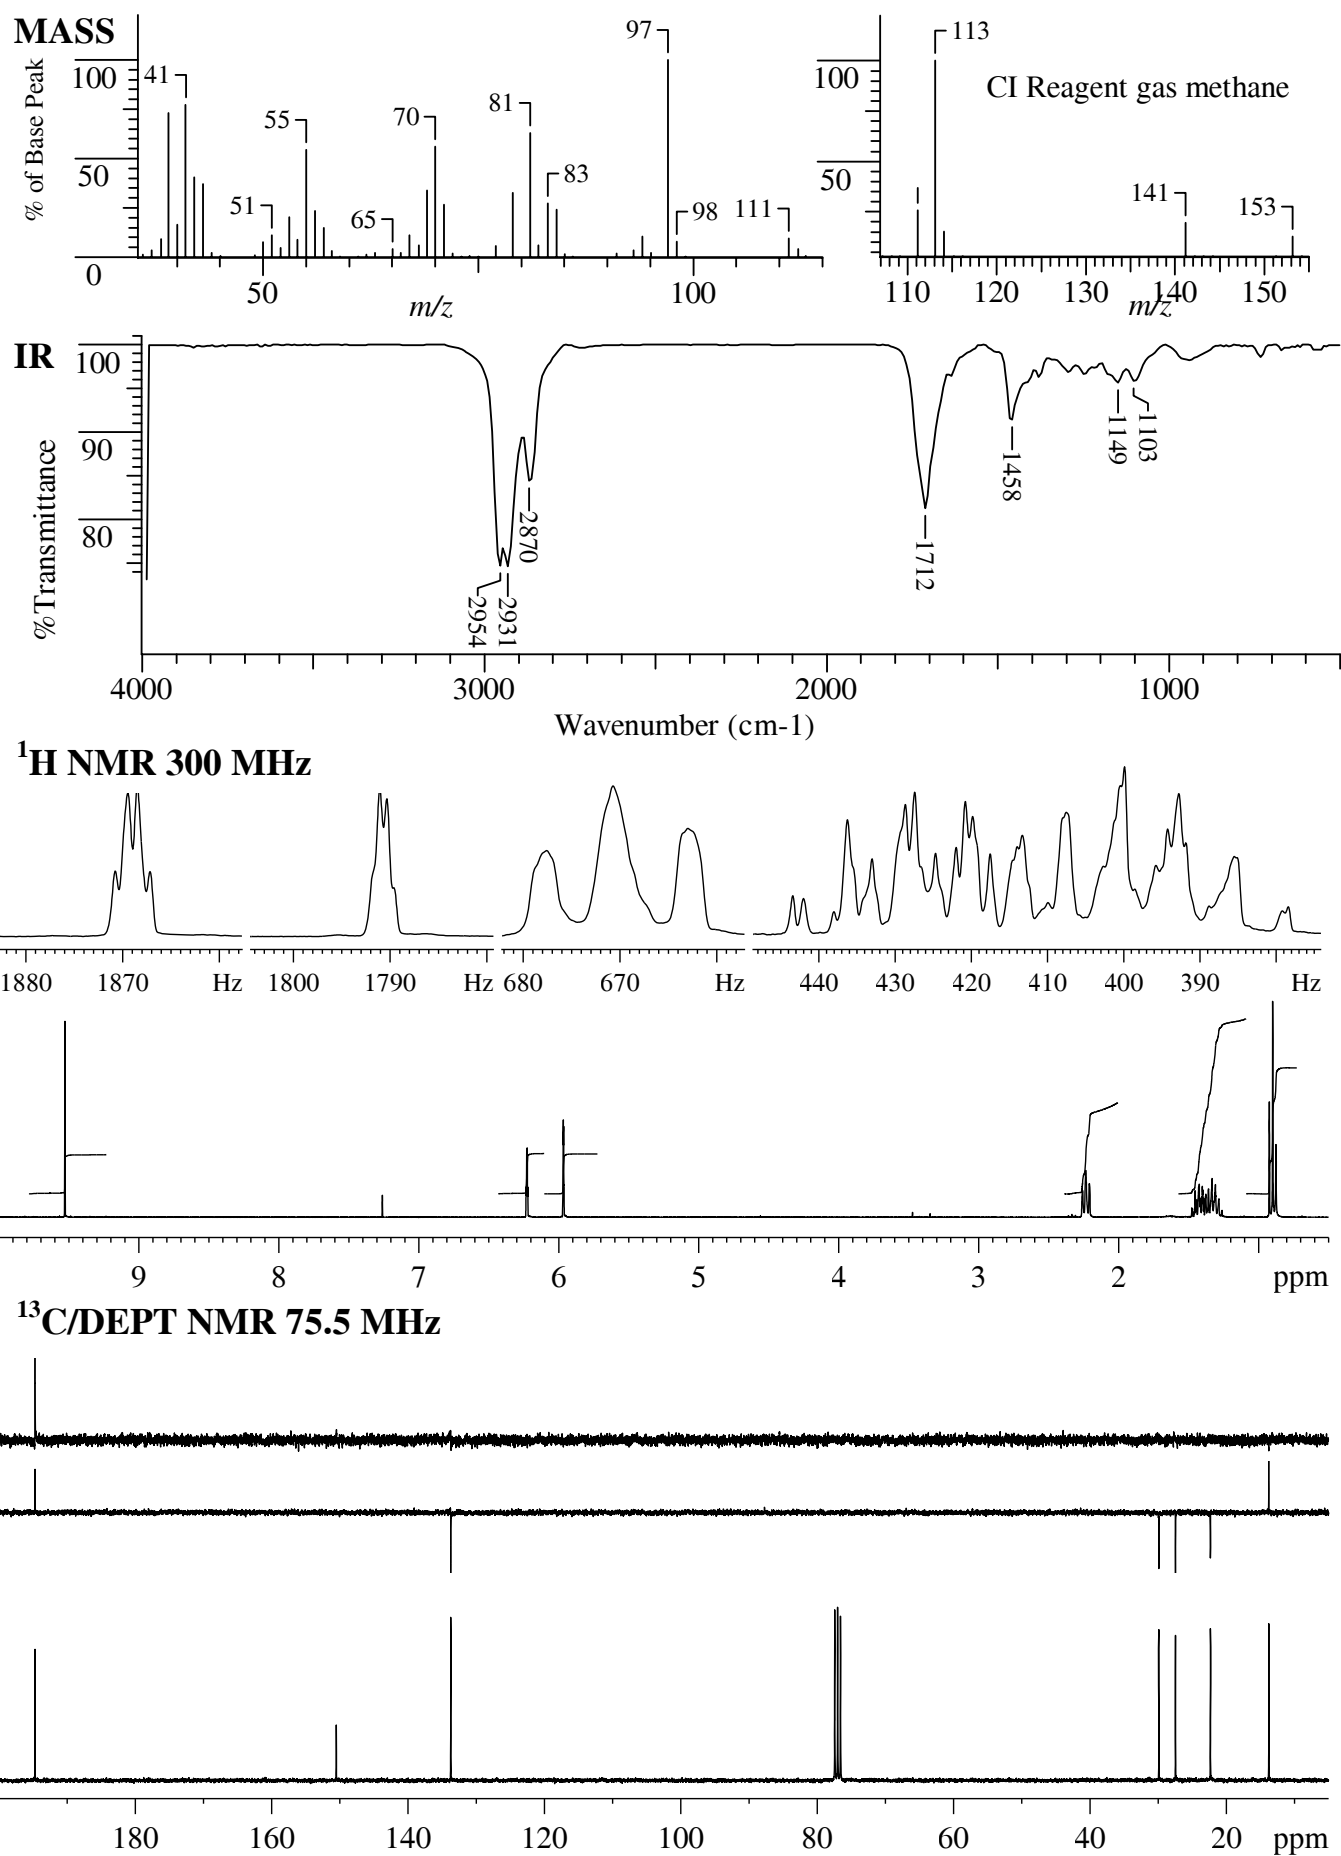 MASS
% of Base Peak
100
50
0
41
51
55
65
70
81
83
97
98
111
50
100
m/z
CI Reagent gas methane
100
50
113
141
153
110 120 130 140 150
m/z
IR
%Transmittance
100
90
80
2954
2931
2870
1712
1458
1149
1103
4000 3000 2000 1000
Wavenumber (cm-1)
1H NMR 300 MHz
1880 1870 Hz 1800 1790 Hz 680 670 Hz 440 430 420 410 400 390 Hz
9 8 7 6 5 4 3 2 ppm
13C/DEPT NMR 75.5 MHz
180 160 140 120 100 80 60 40 20 ppm